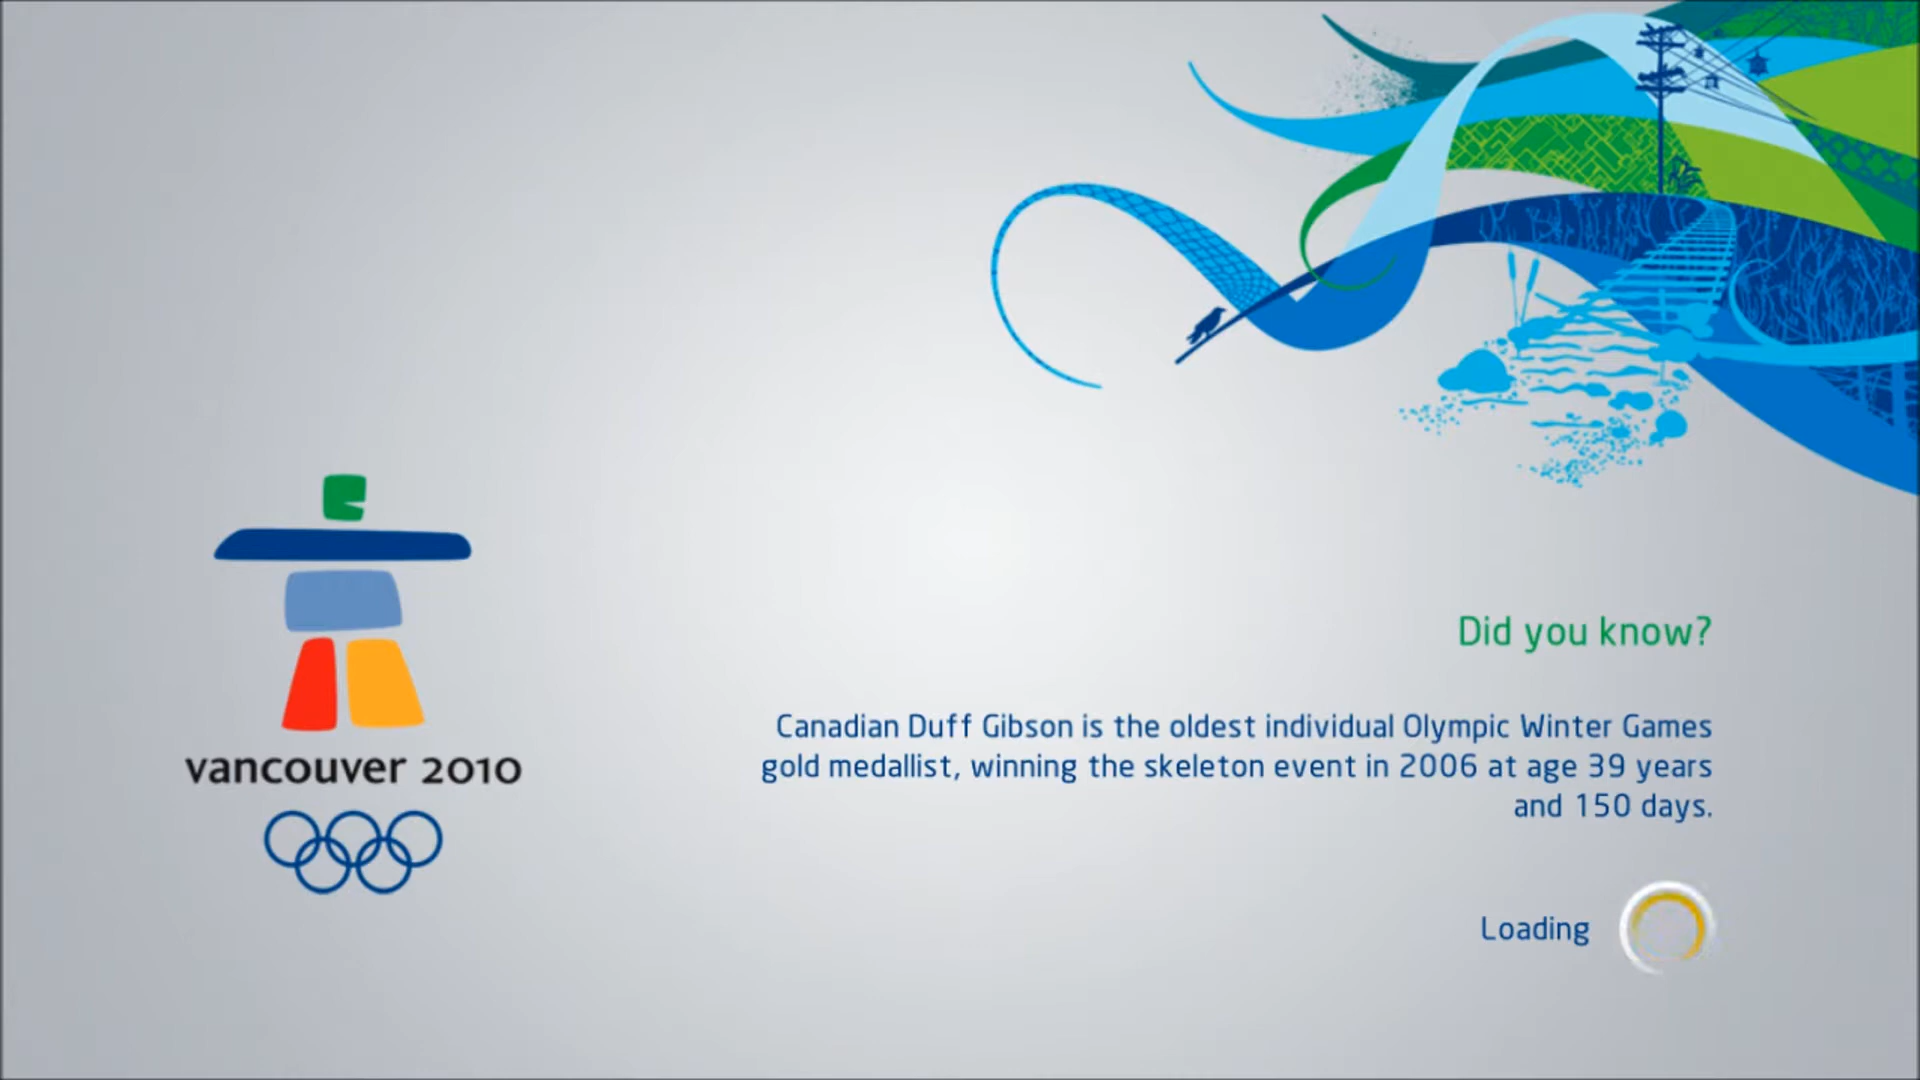 vancouver 2010
Did you know?
Canadian Duff Gibson is the oldest individual Olympic Winter Games
gold medallist, winning the skeleton event in 2006 at age 39 years
and 150 days.
Loading